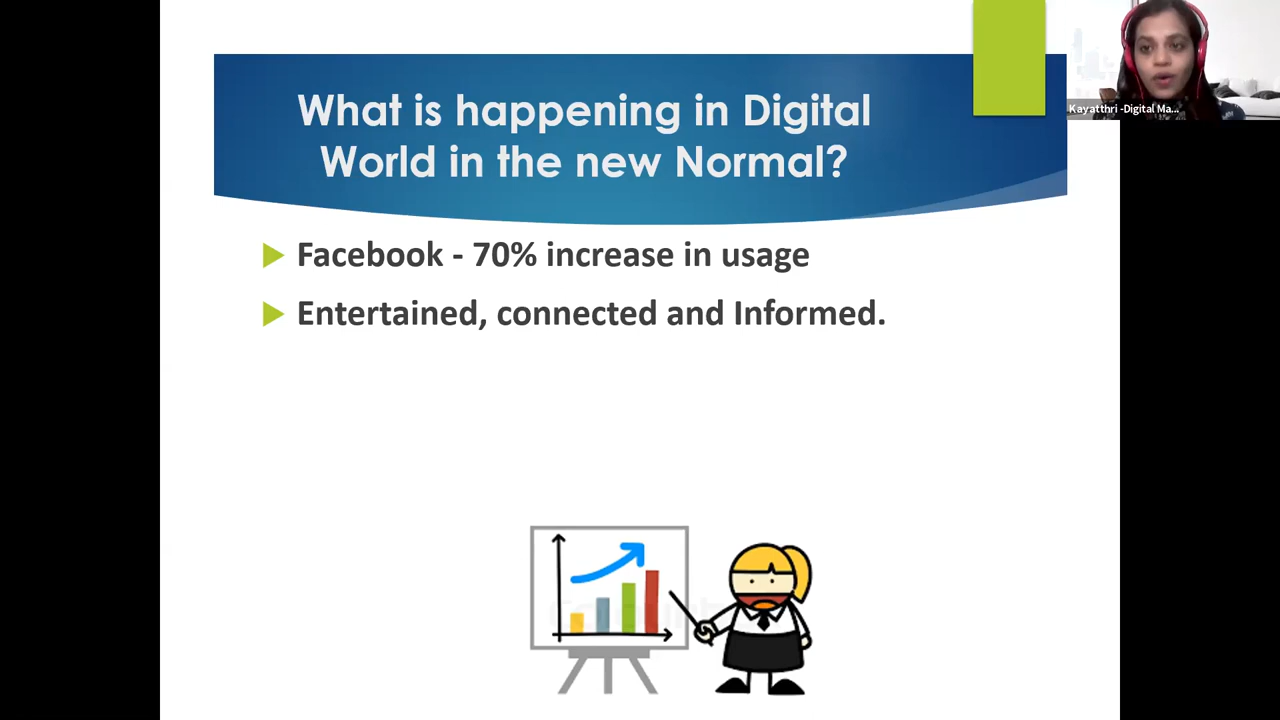 What is happening in Digital
World in the new Normal?
Kayatthri -Digital Ma...
Facebook - 70% increase in usage
Entertained, connected and Informed.